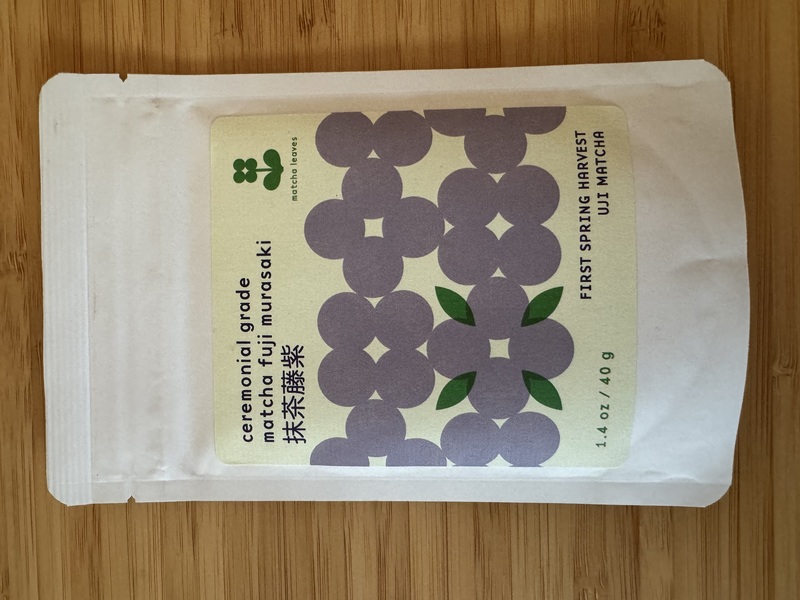 matcha leaves
ceremonial grade
matcha fuji murasaki
抹茶藤紫
1.4 oz / 40 g
FIRST SPRING HARVEST
UJI MATCHA